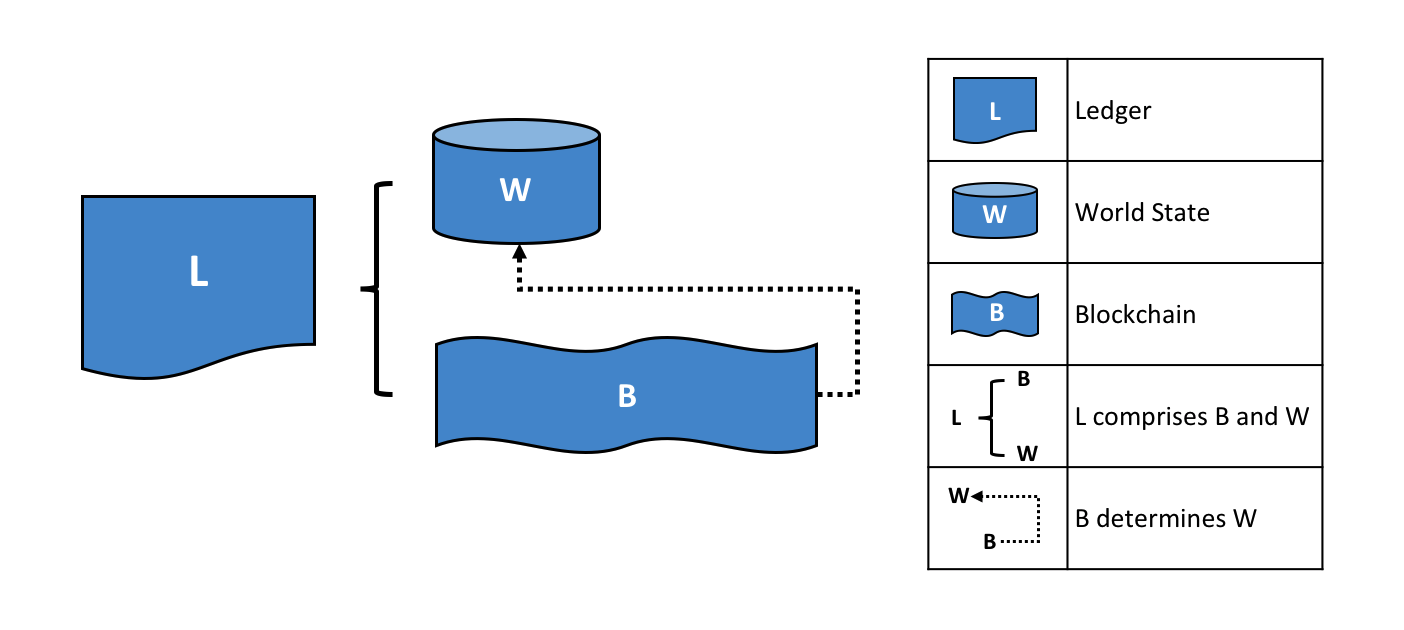 L
W
B
L Ledger
W World State
B Blockchain
B
L L comprises B and W
W
W
B determines W
B